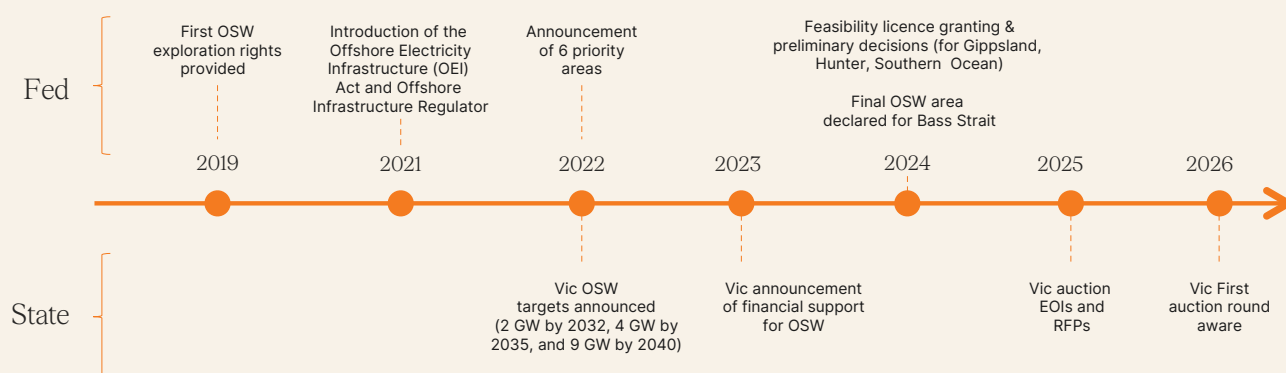 Fed
First OSW
exploration rights
provided
Introduction of the
Offshore Electricity
Infrastructure (OEI)
Act and Offshore
Infrastructure Regulator
Announcement
of 6 priority
areas
Feasibility licence granting &
preliminary decisions (for Gippsland,
Hunter, Southern Ocean)
Final OSW area
declared for Bass Strait
2019
2021
2022
2023
2024
2025
2026
State
Vic OSW
targets announced
(2 GW by 2032, 4 GW by
2035, and 9 GW by 2040)
Vic announcement
of financial support
for OSW
Vic auction
EOIs and
RFPs
Vic First
auction round
aware